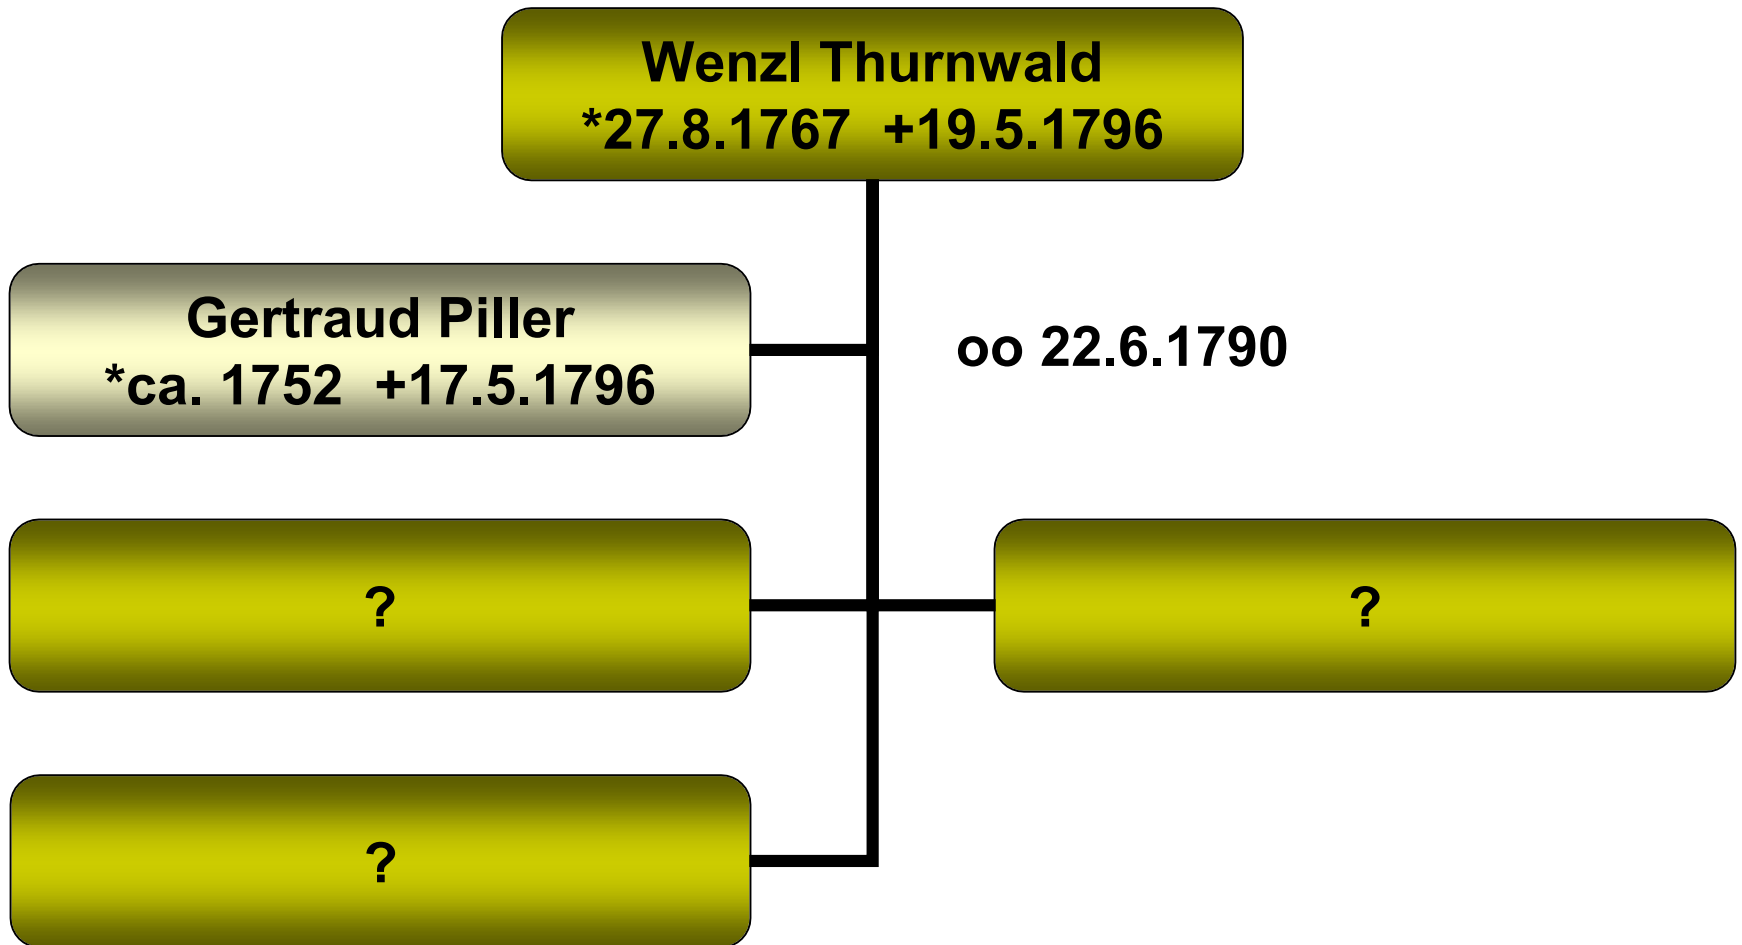 Wenzl Thurnwald
*27.8.1767  +19.5.1796
Gertraud Piller
*ca. 1752  +17.5.1796
oo 22.6.1790
?
?
?